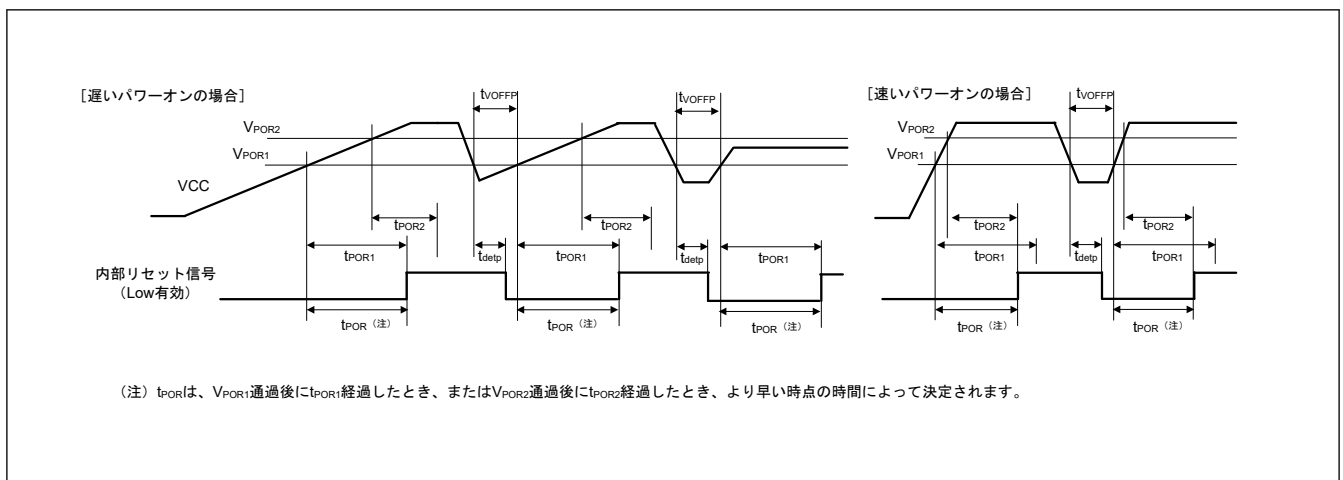 [遅いパワーオンの場合]
tVOFFP
tVOFFP
VPOR2
VPOR1
VCC
tPOR2
tPOR2
tPOR1
tdetp
tPOR1
tdetp
tPOR1
内部リセット信号
(Low有効)
tPOR(注)
tPOR(注)
tPOR(注)
[速いパワーオンの場合]
tVOFFP
VPOR2
VPOR1
tPOR2
tPOR2
tPOR1
tdetp
tPOR1
tPOR(注)
tPOR(注)
(注)tPORは、VPOR1通過後にtPOR1経過したとき、またはVPOR2通過後にtPOR2経過したとき、より早い時点の時間によって決定されます。